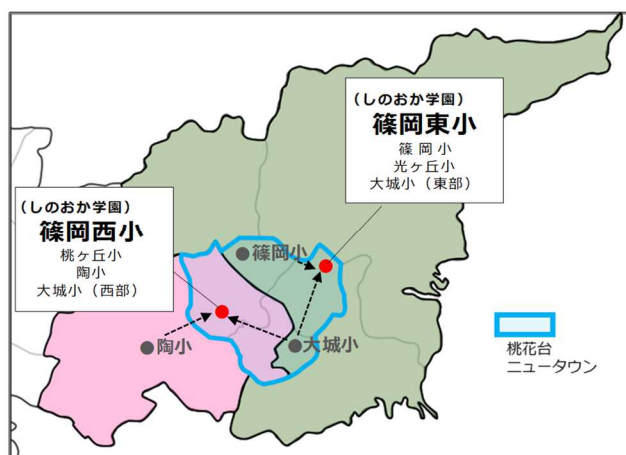 (しのおか学園)
篠岡東小
篠 岡 小
光ヶ丘小
大城小（東部）
(しのおか学園)
篠岡西小
桃ヶ丘小
陶小
大城小（西部）
篠岡小
陶小
大城小
桃花台
ニュータウン